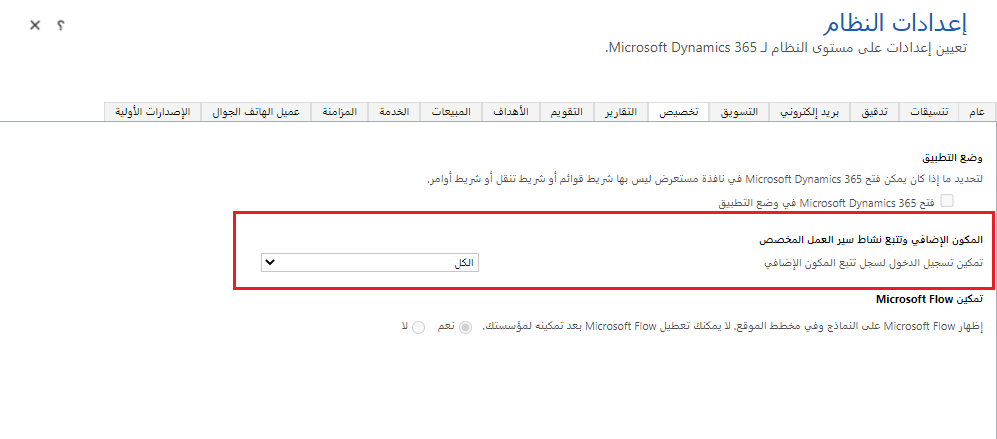 إعدادات النظام
تعيين إعدادات على مستوى النظام لـ Microsoft Dynamics 365.
؟ ×
عام تنسيقات تدقيق بريد إلكتروني التسويق تخصيص التقارير التقويم الأهداف المبيعات الخدمة المزامنة عميل الهاتف الجوال الإصدارات الأولية
وضع التطبيق
لتحديد ما إذا كان يمكن فتح Microsoft Dynamics 365 في نافذة مستعرض ليس بها شريط قوائم أو شريط تنقل أو شريط أوامر.
فتح Microsoft Dynamics 365 في وضع التطبيق
المكون الإضافي وتتبع نشاط سير العمل المخصص
تمكين تسجيل الدخول لسجل تتبع المكون الإضافي الكل
تمكين Microsoft Flow
إظهار Microsoft Flow على النماذج وفي مخطط الموقع. لا يمكنك تعطيل Microsoft Flow بعد تمكينه لمؤسستك. نعم لا